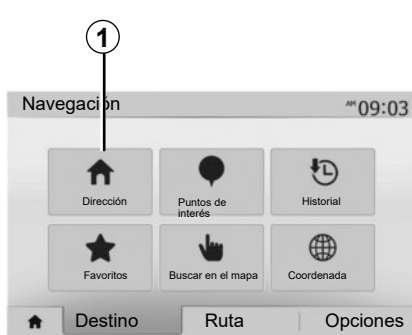 1
Navegación
AM 09:03
Dirección
Puntos de
interés
Historial
Favoritos
Buscar en el mapa
Coordenada
Destino
Ruta
Opciones